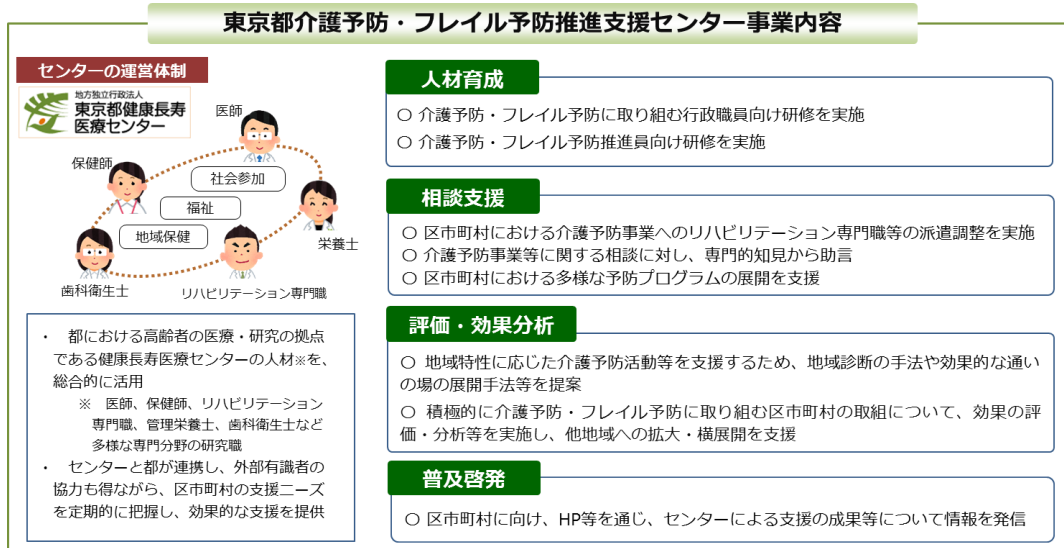 東京都介護予防・フレイル予防推進支援センター事業内容
センターの運営体制
地方独立行政法人
東京都健康長寿
医療センター
医師
保健師
社会参加
福祉
地域保健
栄養士
歯科衛生士
リハビリテーション専門職
・　都における高齢者の医療・研究の拠点
である健康長寿医療センターの人材※を、
総合的に活用
※　医師、保健師、リハビリテーション
専門職、管理栄養士、歯科衛生士など
多様な専門分野の研究職
・　センターと都が連携し、外部有識者の
協力も得ながら、区市町村の支援ニーズ
を定期的に把握し、効果的な支援を提供
人材育成
○ 介護予防・フレイル予防に取り組む行政職員向け研修を実施
○ 介護予防・フレイル予防推進員向け研修を実施
相談支援
○ 区市町村における介護予防事業へのリハビリテーション専門職等の派遣調整を実施
○ 介護予防事業等に関する相談に対し、専門的知見から助言
○ 区市町村における多様な予防プログラムの展開を支援
評価・効果分析
○ 地域特性に応じた介護予防活動等を支援するため、地域診断の手法や効果的な通い
の場の展開手法等を提案
○ 積極的に介護予防・フレイル予防に取り組む区市町村の取組について、効果の評
価・分析等を実施し、他地域への拡大・横展開を支援
普及啓発
○ 区市町村に向け、HP等を通じ、センターによる支援の成果等について情報を発信